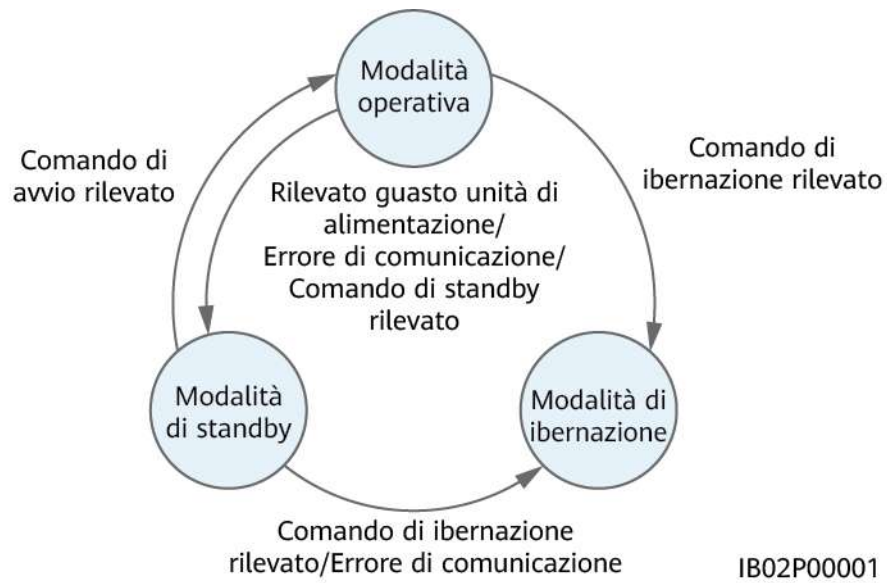 Modalità
operativa
Comando di
avvio rilevato
Comando di
ibernazione rilevato
Rilevato guasto unità di
alimentazione/
Errore di comunicazione/
Comando di standby
rilevato
Modalità
di standby
Modalità di
ibernazione
Comando di ibernazione
rilevato/Errore di comunicazione
IB02P00001